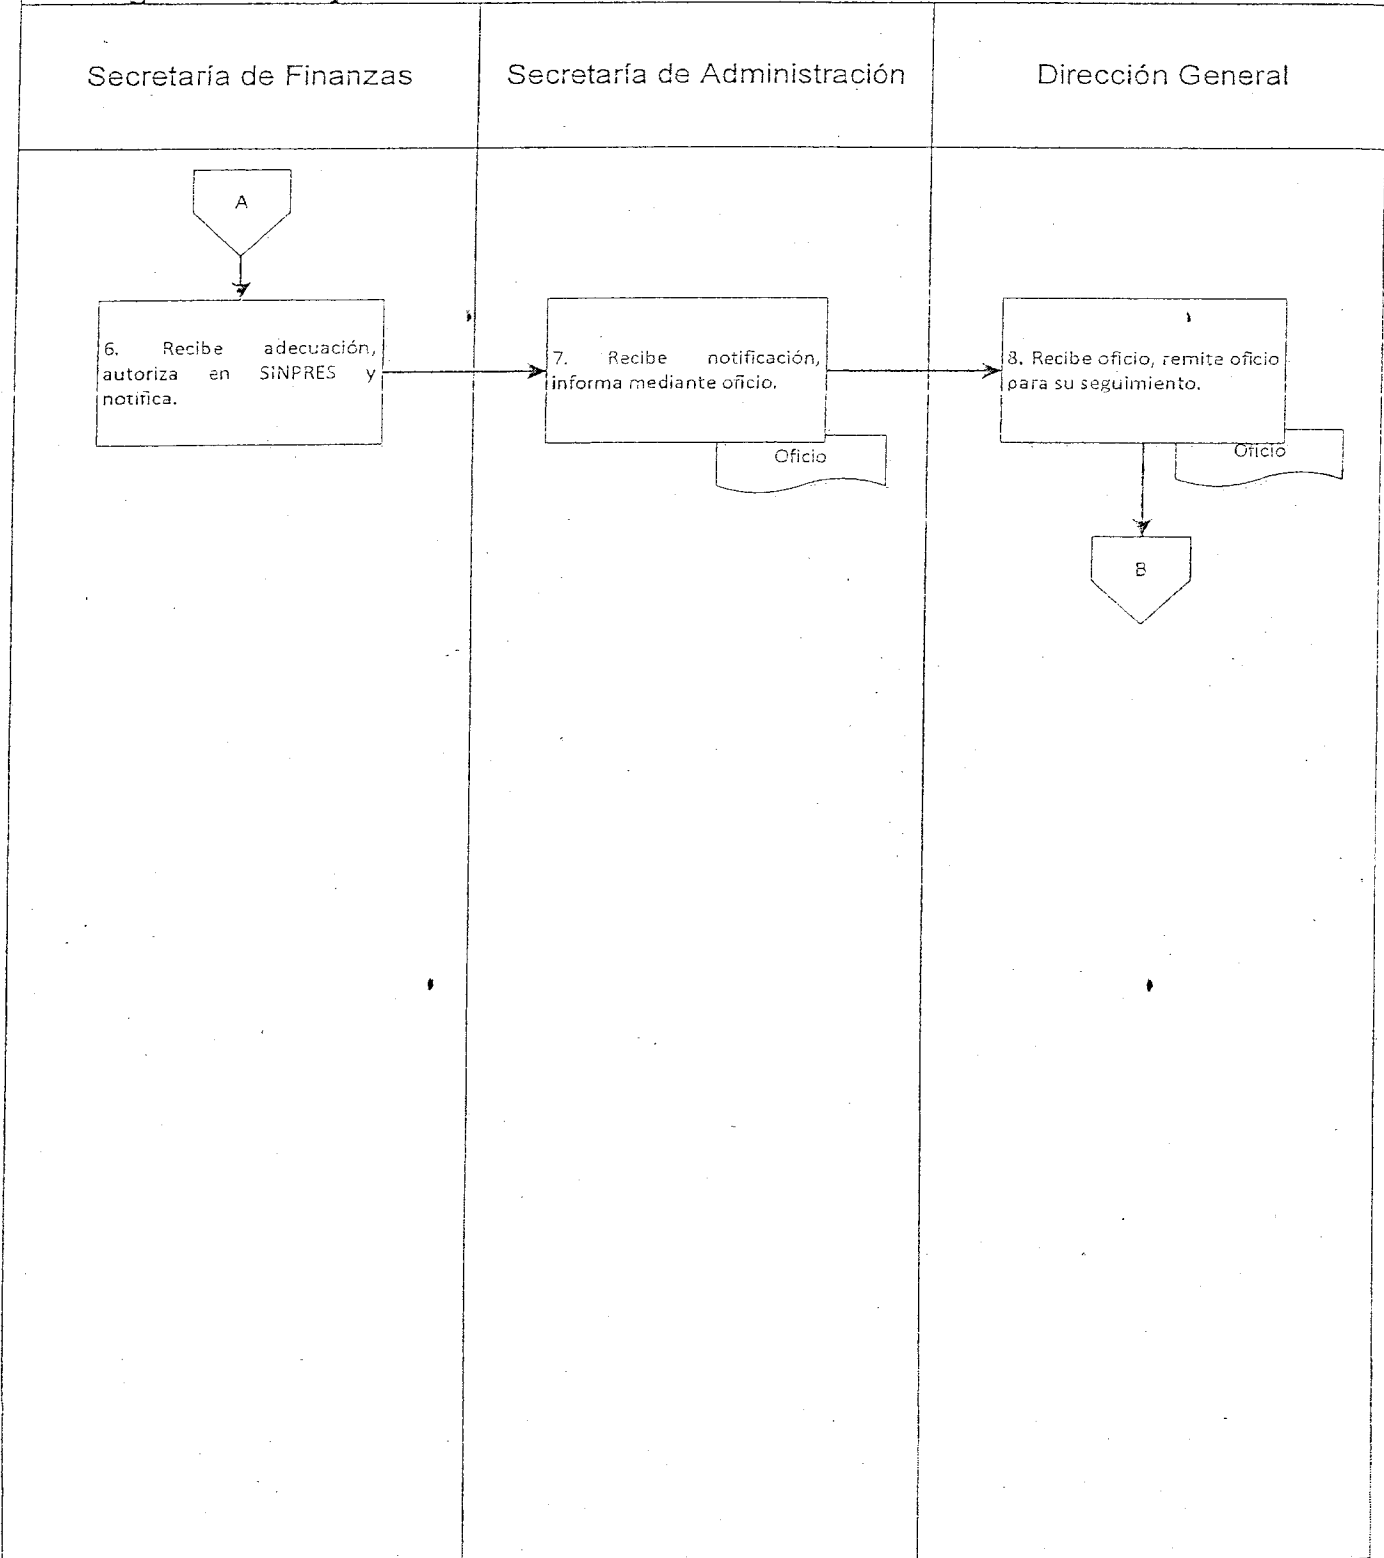 Secretaría de Finanzas
Secretaría de Administración
Dirección General
A
6. Recibe adecuación,
autoriza en SINPRES y
notifica.
7. Recibe notificación,
informa mediante oficio.
Oficio
8. Recibe oficio, remite oficio
para su seguimiento.
Oficio
B